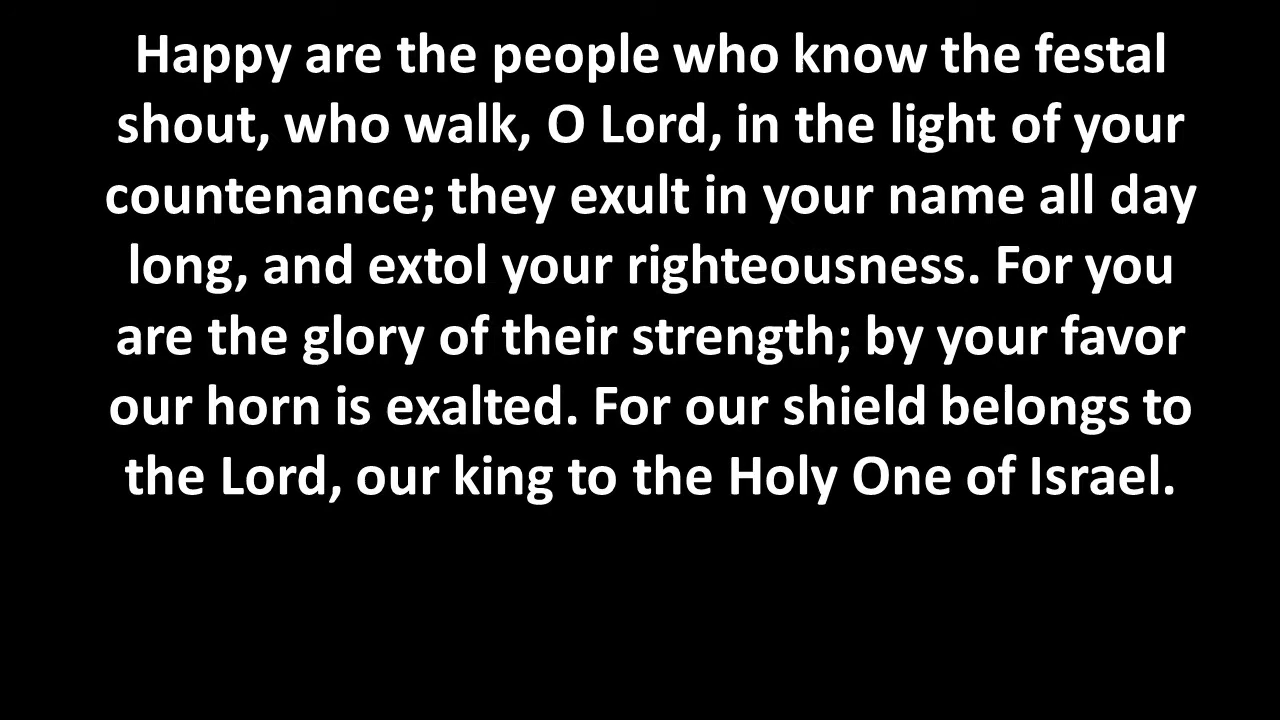 Happy are the people who know the festal
shout, who walk, O Lord, in the light of your
countenance; they exult in your name all day
long, and extol your righteousness. For you
are the glory of their strength; by your favor
our horn is exalted. For our shield belongs to
the Lord, our king to the Holy One of Israel.